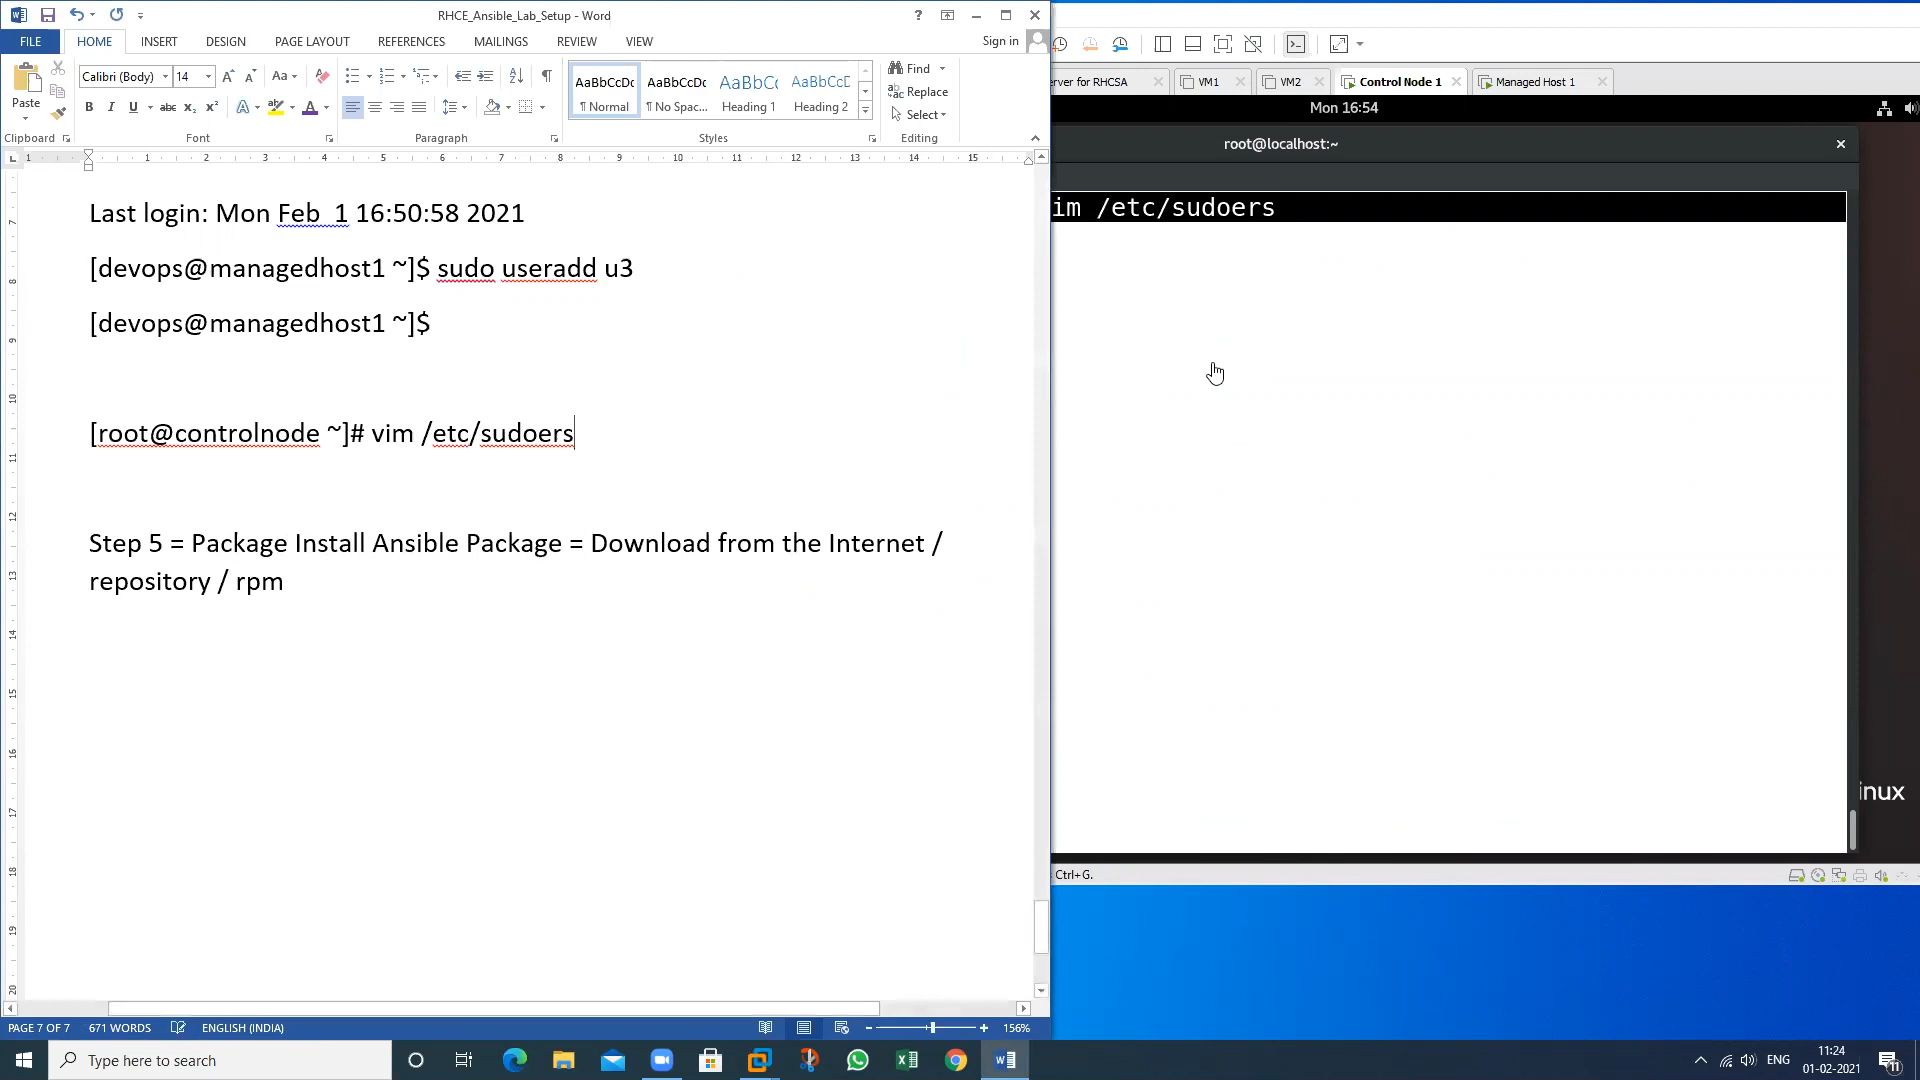 RHCE_Ansible_Lab_Setup - Word
FILE HOME INSERT DESIGN PAGE LAYOUT REFERENCES MAILINGS REVIEW VIEW Sign in
Paste
Calibri (Body) 14
Clipboard Font Paragraph Styles Editing
AaBbCcDc AaBbCcDc AaBbCc AaBbCcD
¶ Normal ¶ No Spac... Heading 1 Heading 2
Find
Replace
Select
Last login: Mon Feb 1 16:50:58 2021
[devops@managedhost1 ~]$ sudo useradd u3
[devops@managedhost1 ~]$
[root@controlnode ~]# vim /etc/sudoers
Step 5 = Package Install Ansible Package = Download from the Internet /
repository / rpm
PAGE 7 OF 7 671 WORDS ENGLISH (INDIA) 156%
erver for RHCSA VM1 VM2 Control Node 1 Managed Host 1
Mon 16:54
root@localhost:~
im /etc/sudoers
inux
Ctrl+G.
Type here to search
ENG
11:24
01-02-2021